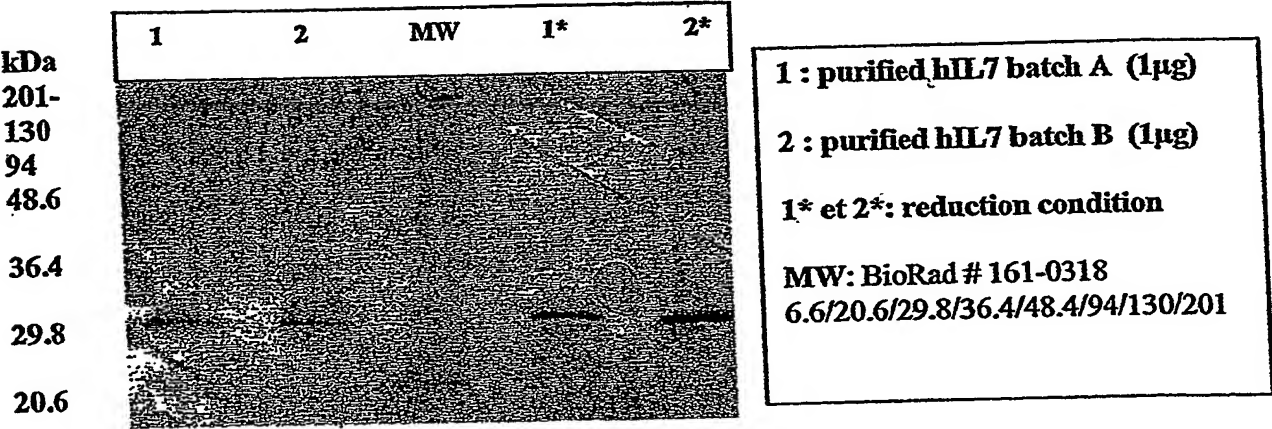 1 2 MW 1* 2*
kDa
201-
130
94
48.6
36.4
29.8
20.6
1 : purified hIL7 batch A (1µg)
2 : purified hIL7 batch B (1µg)
1* et 2*: reduction condition
MW: BioRad # 161-0318
6.6/20.6/29.8/36.4/48.4/94/130/201